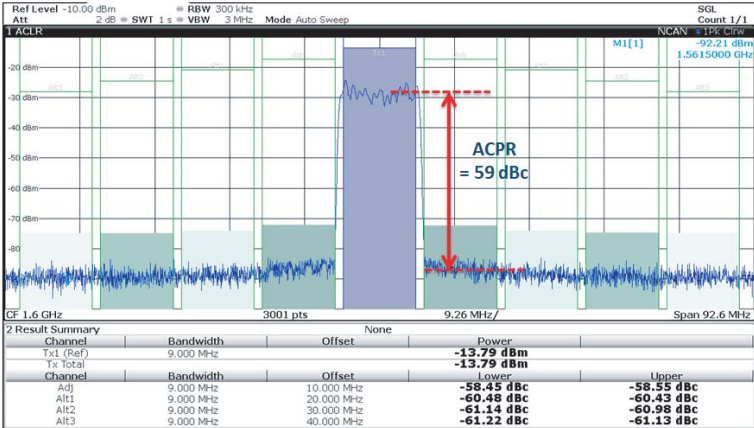 Ref Level -10.00 dBm RBW 300 kHz SGL
Att 2 dB SWT 1 s VBW 3 MHz Mode Auto Sweep Count 1/1
1 ACLR NCAN 1Pk Clrw
M1[1] -92.21 dBm
1.5615000 GHz
Tx1
Adj
-20 dBm
Alt3
-30 dBm
-40 dBm
-50 dBm
-60 dBm
-70 dBm
-80
ACPR
= 59 dBc
CF 1.6 GHz 3001 pts 9.26 MHz/ Span 92.6 MHz
2 Result Summary None
Channel Bandwidth Offset Power
Tx1 (Ref) 9.000 MHz -13.79 dBm
Tx Total -13.79 dBm
Channel Bandwidth Offset Lower Upper
Adj 9.000 MHz 10.000 MHz -58.45 dBc -58.55 dBc
Alt1 9.000 MHz 20.000 MHz -60.48 dBc -60.43 dBc
Alt2 9.000 MHz 30.000 MHz -61.14 dBc -60.98 dBc
Alt3 9.000 MHz 40.000 MHz -61.22 dBc -61.13 dBc